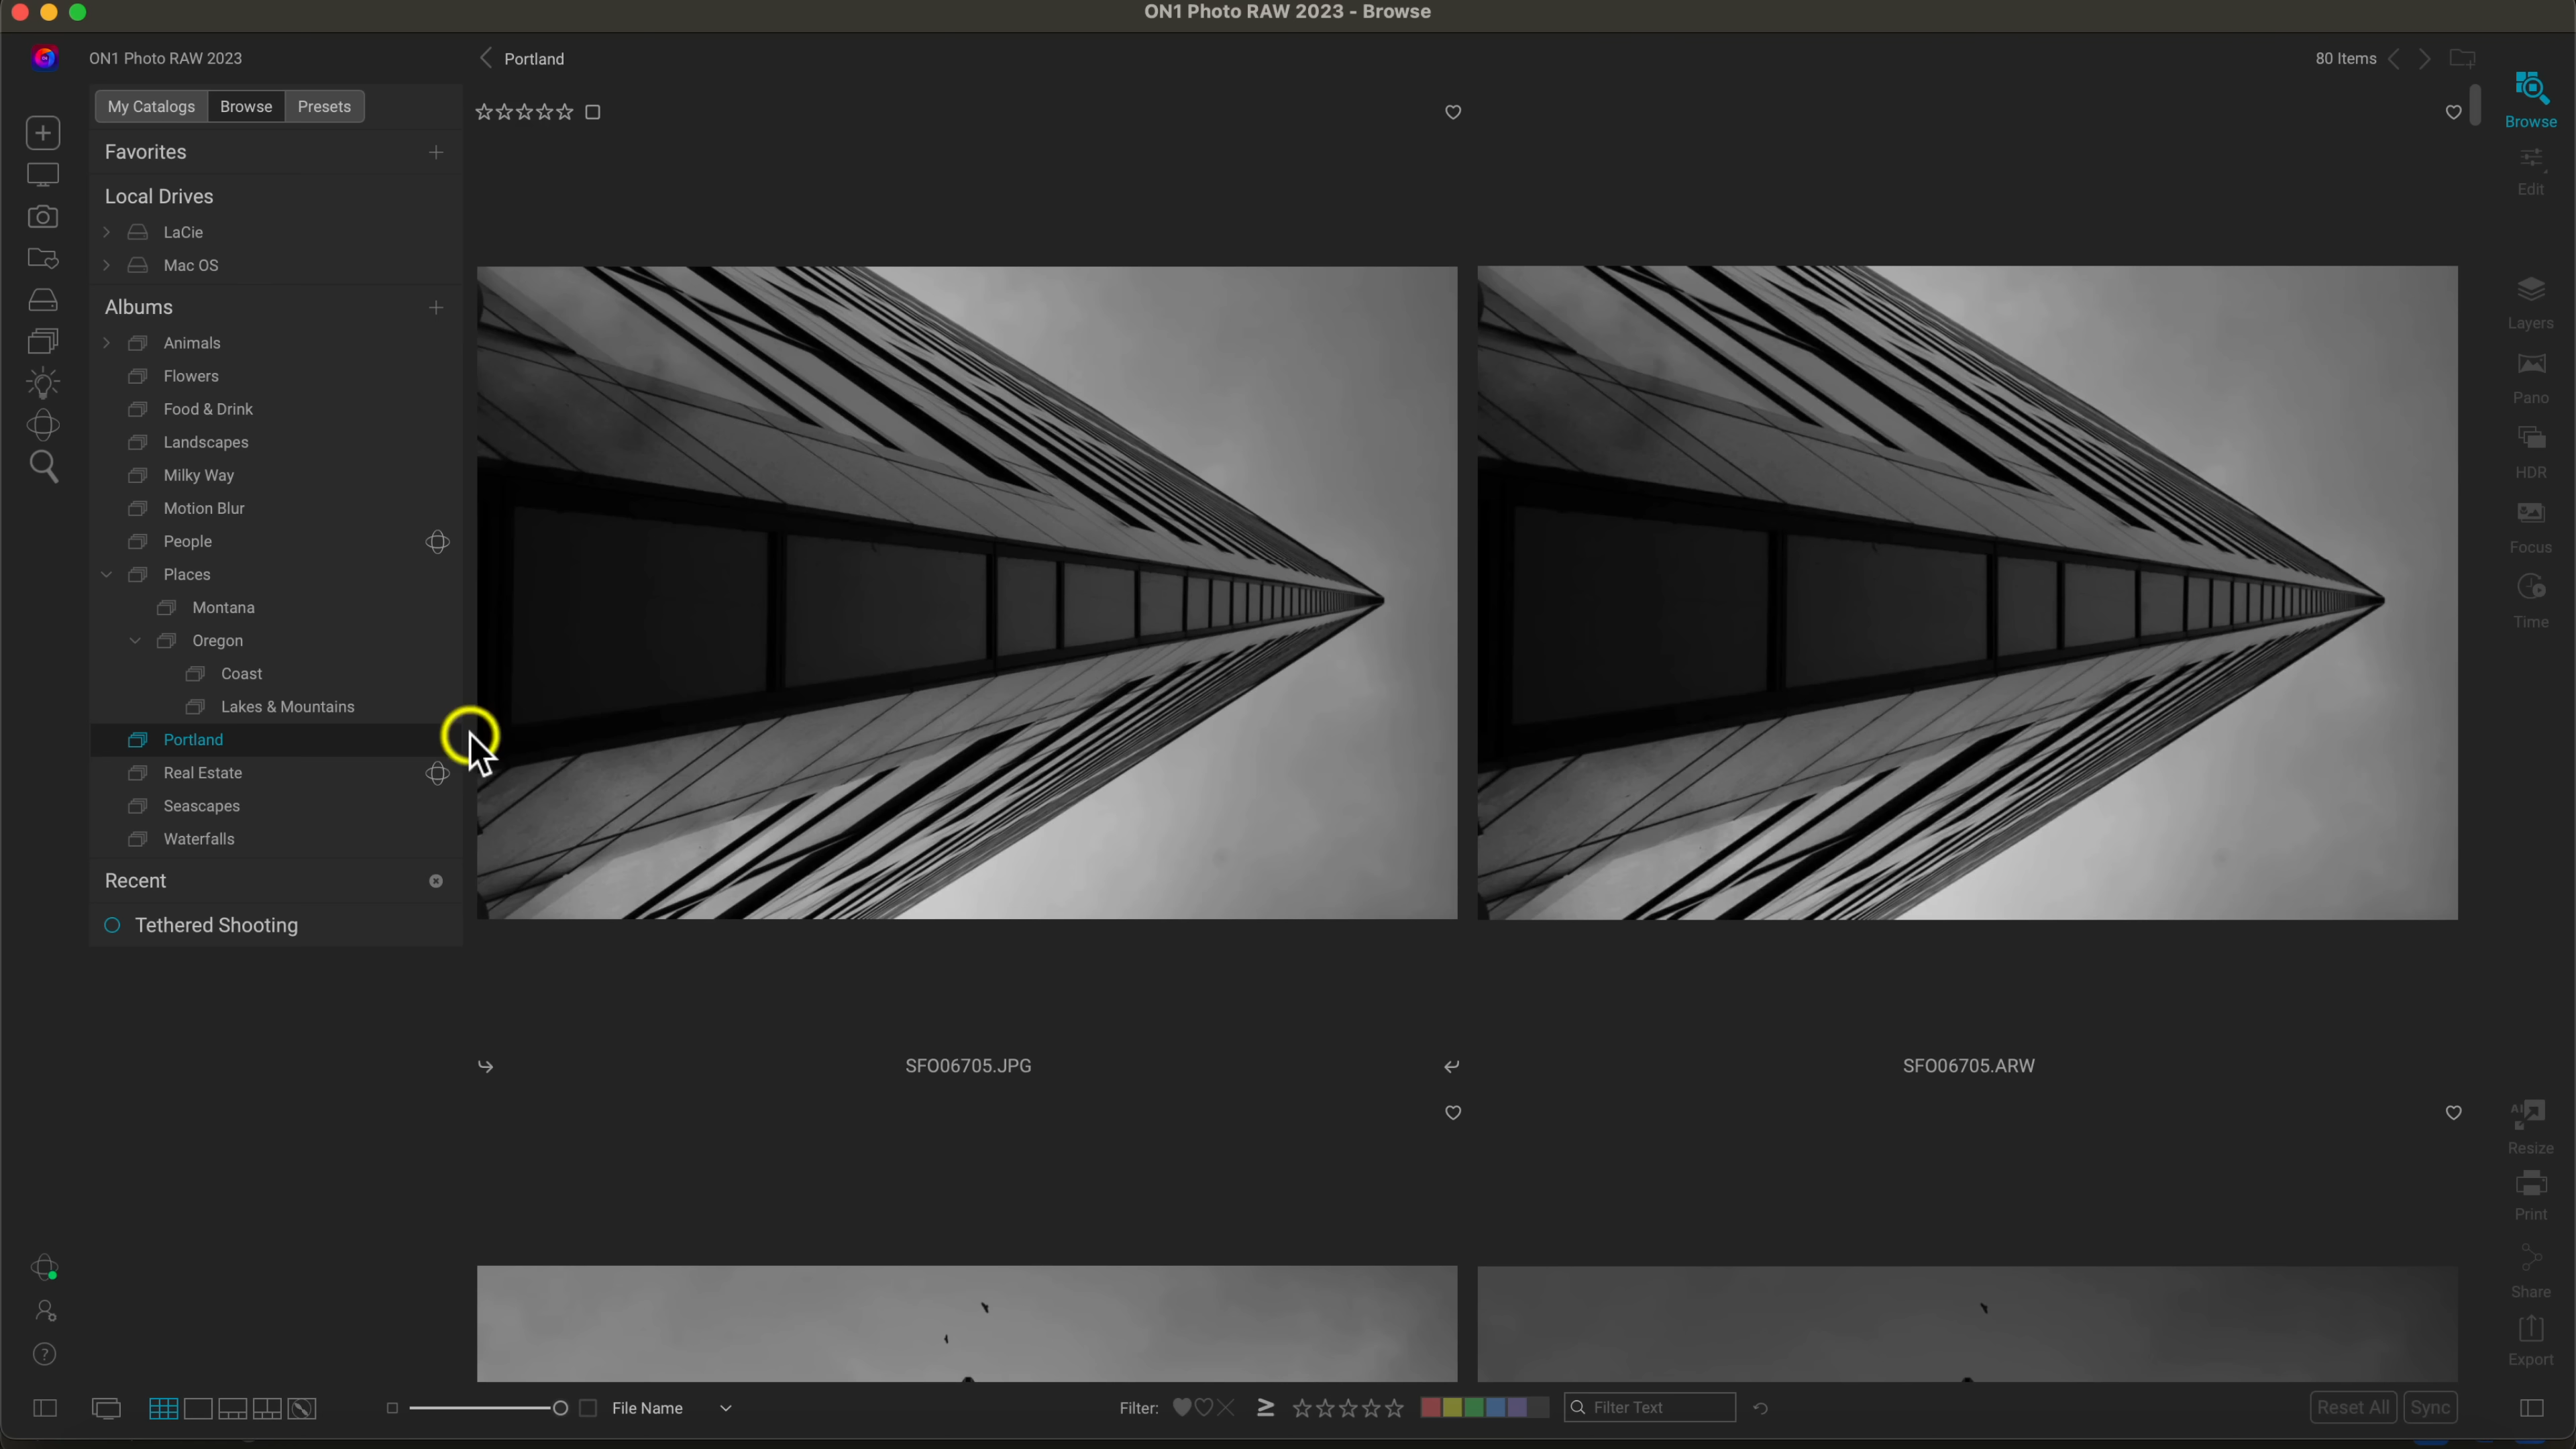 ON1 Photo RAW 2023 - Browse
ON1 Photo RAW 2023
Portland
80 Items
My Catalogs
Browse
Presets
Favorites
Local Drives
LaCie
Mac OS
Albums
Animals
Flowers
Food & Drink
Landscapes
Milky Way
Motion Blur
People
Places
Montana
Oregon
Coast
Lakes & Mountains
Portland
Real Estate
Seascapes
Waterfalls
Recent
Tethered Shooting
SFO06705.JPG
SFO06705.ARW
Browse
Edit
Layers
Pano
HDR
Focus
Time
AI
Resize
Print
Share
Export
File Name
Filter:
Filter Text
Reset All
Sync